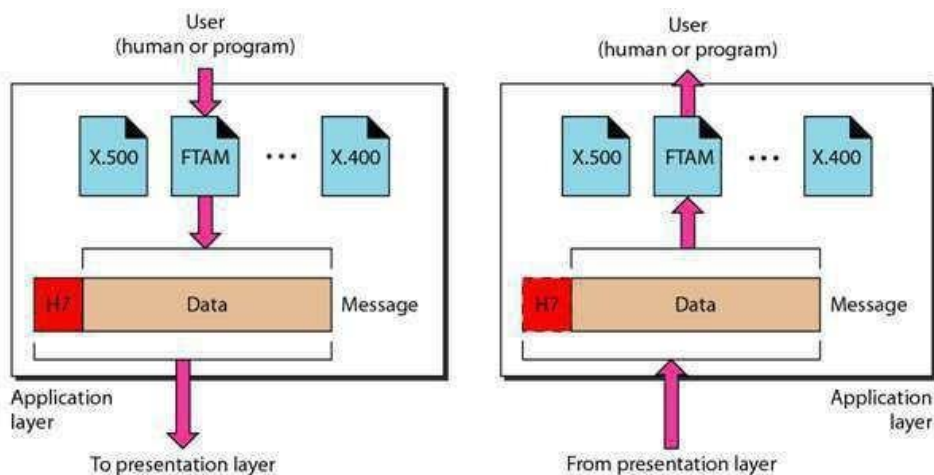 User
(human or program)
X.500
FTAM
...
X.400
H7
Data
Message
Application
layer
To presentation layer
User
(human or program)
X.500
FTAM
...
X.400
H7
Data
Message
Application
layer
From presentation layer